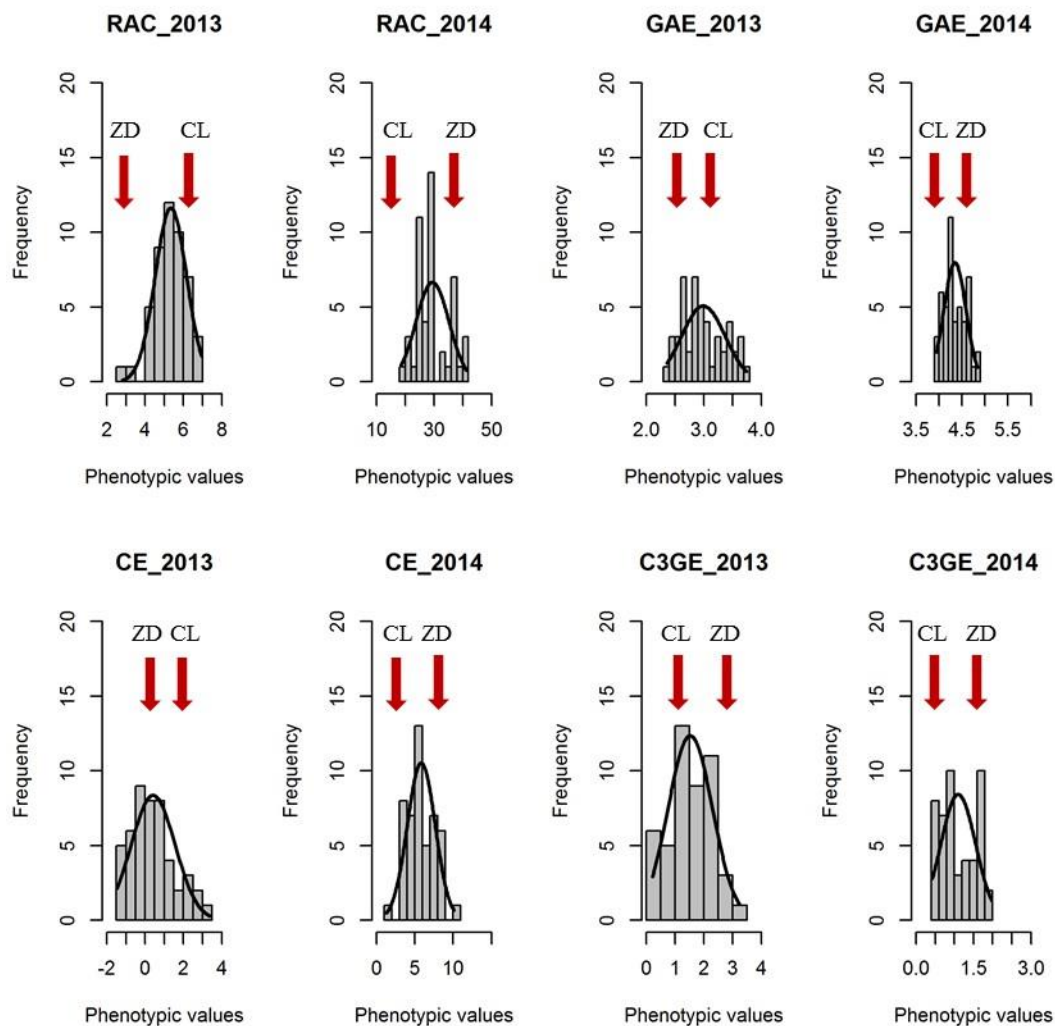 RAC_2013 RAC_2014 GAE_2013 GAE_2014
20 20 20 20
ZD CL CL ZD ZD CL CL ZD
15 15 15 15
Frequency Frequency Frequency Frequency
10 10 10 10
5 5 5 5
0 0 0 0
2 4 6 8 10 30 50 2.0 3.0 4.0 3.5 4.5 5.5
Phenotypic values Phenotypic values Phenotypic values Phenotypic values
CE_2013 CE_2014 C3GE_2013 C3GE_2014
20 20 20 20
ZD CL CL ZD CL ZD CL ZD
15 15 15 15
Frequency Frequency Frequency Frequency
10 10 10 10
5 5 5 5
0 0 0 0
-2 0 2 4 0 5 10 0 1 2 3 4 0.0 1.5 3.0
Phenotypic values Phenotypic values Phenotypic values Phenotypic values